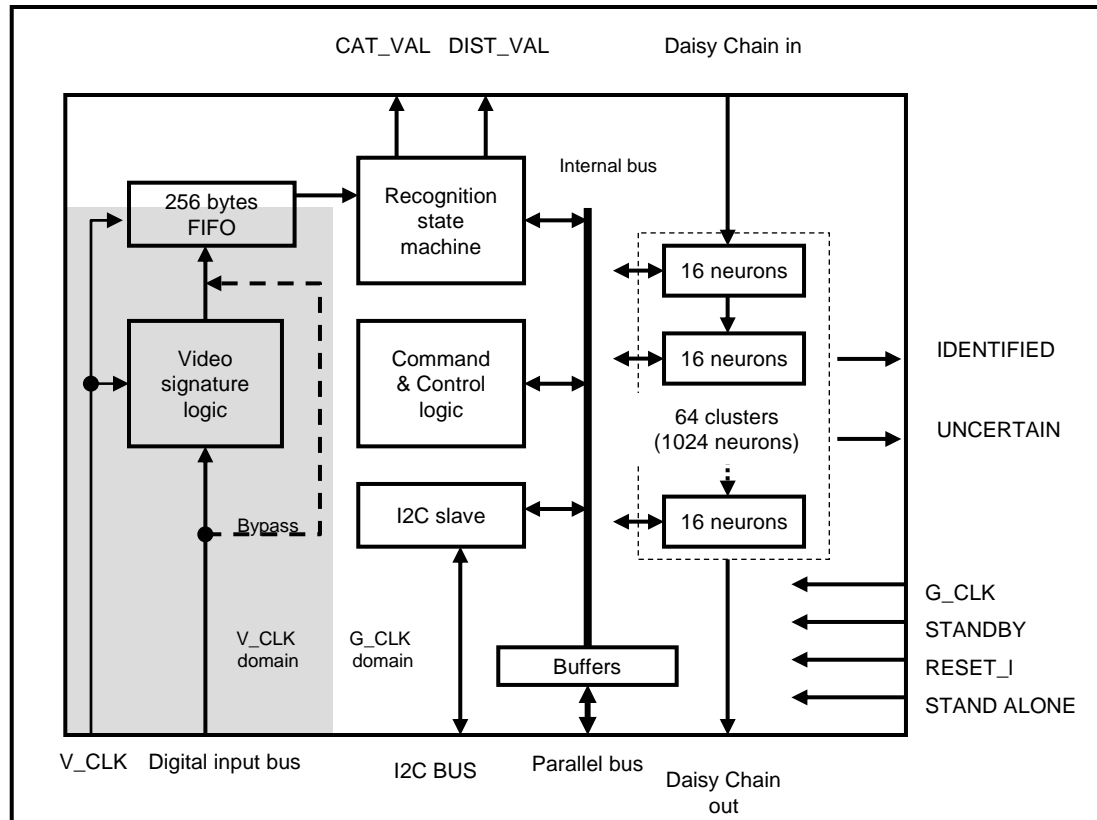 CAT_VAL DIST_VAL Daisy Chain in
Internal bus
256 bytes
FIFO
Recognition
state
machine
16 neurons
16 neurons
Video
signature
logic
Command
& Control
logic
64 clusters
(1024 neurons)
IDENTIFIED
UNCERTAIN
I2C slave
16 neurons
Bypass
V_CLK
domain
G_CLK
domain
Buffers
G_CLK
STANDBY
RESET_I
STAND ALONE
V_CLK Digital input bus I2C BUS Parallel bus
Daisy Chain
out